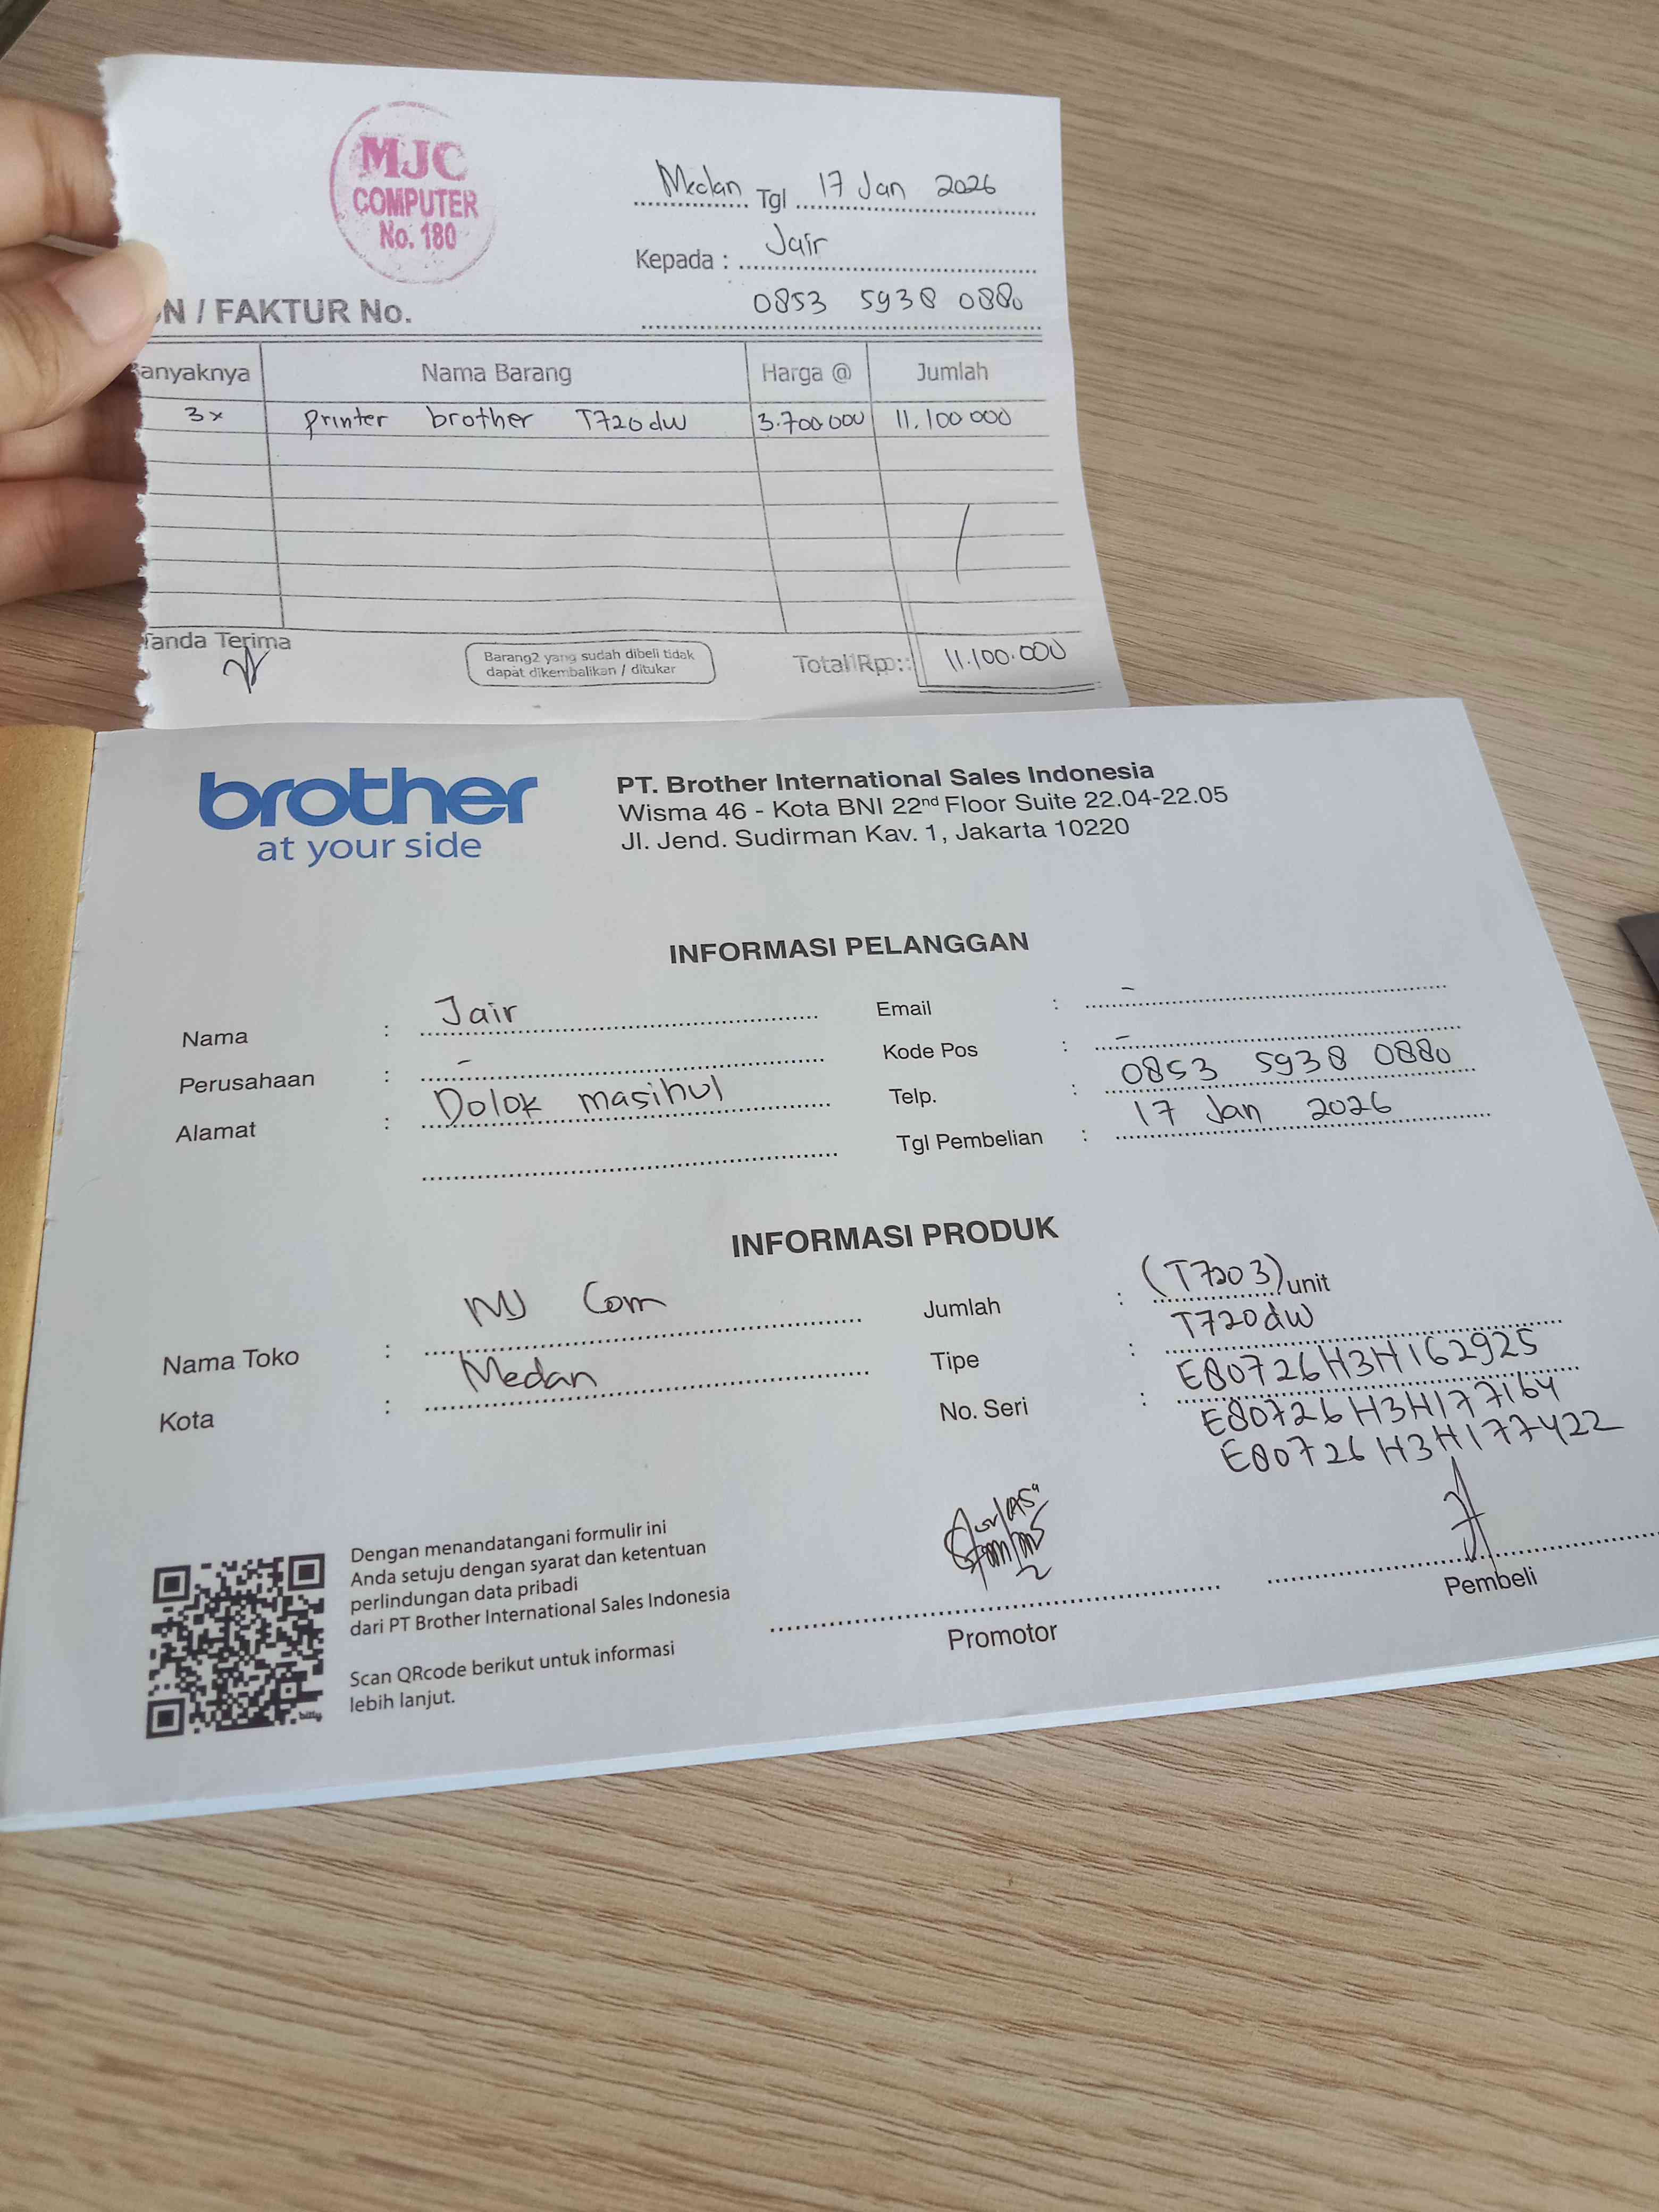 MJC
COMPUTER
No. 180
Medan Tgl 17 Jan 2026
Kepada : Jair
0853 5938 0880
N / FAKTUR No.
anyaknya Nama Barang Harga @ Jumlah
3x printer brother T720dw 3.700.000 11.100.000
Tanda Terima
Barang2 yang sudah dibeli tidak
dapat dikembalikan / ditukar
Total Rp : 11.100.000
brother
at your side
PT. Brother International Sales Indonesia
Wisma 46 - Kota BNI 22nd Floor Suite 22.04-22.05
Jl. Jend. Sudirman Kav. 1, Jakarta 10220
INFORMASI PELANGGAN
Nama : Jair
Perusahaan : -
Alamat : Dolok masihul
Email : -
Kode Pos : -
Telp. : 0853 5938 0880
Tgl Pembelian : 17 Jan 2026
INFORMASI PRODUK
Nama Toko : MJ Com
Kota : Medan
Jumlah : (T7203) unit
Tipe : T720dw
No. Seri : E80726H3H162925
E80726H3H177164
E80726H3H177422
Dengan menandatangani formulir ini
Anda setuju dengan syarat dan ketentuan
perlindungan data pribadi
dari PT Brother International Sales Indonesia
Scan QRcode berikut untuk informasi
lebih lanjut.
bitly
Promotor
Pembeli